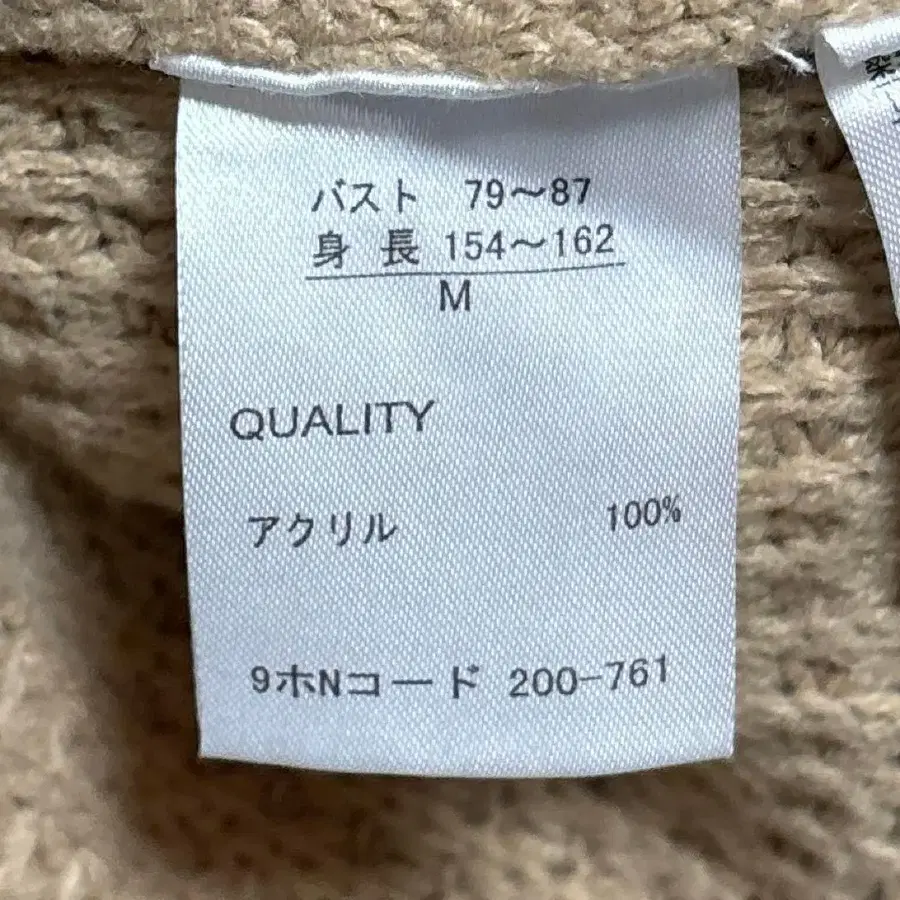 バスト 79〜87
身長 154〜162
M
QUALITY
アクリル 100%
9ホNコード 200-761